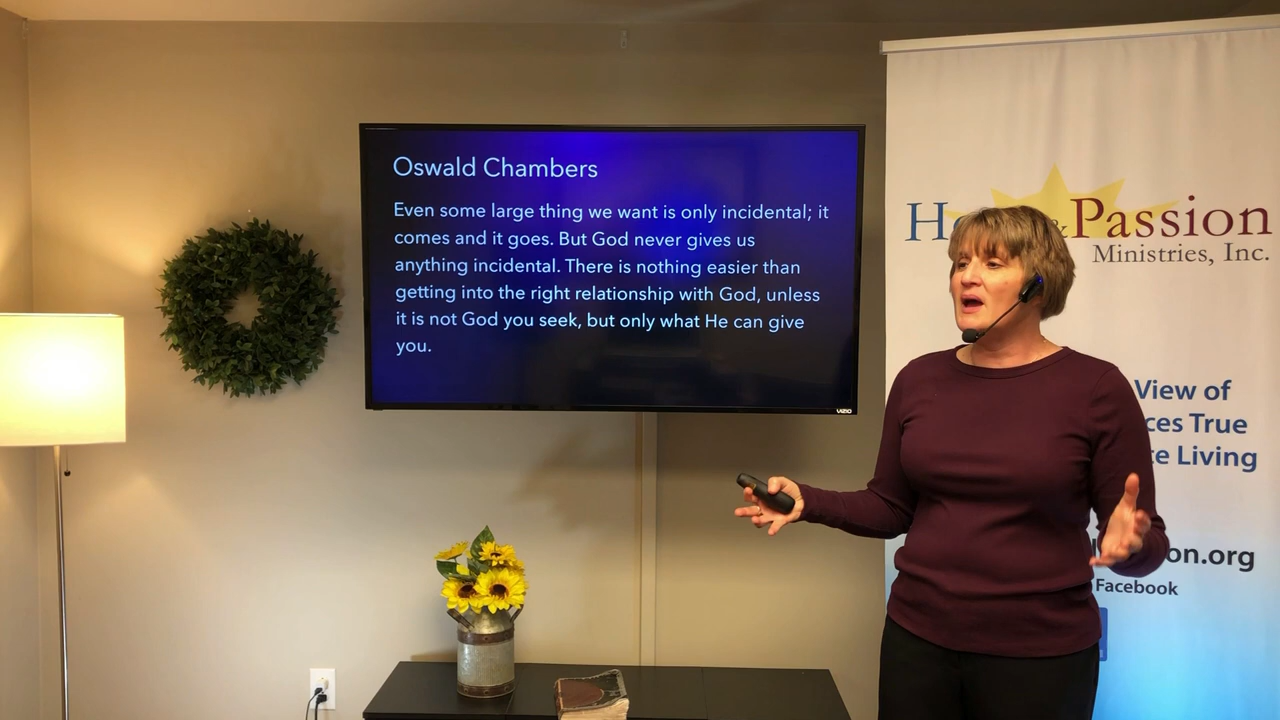 Oswald Chambers
Even some large thing we want is only incidental; it
comes and it goes. But God never gives us
anything incidental. There is nothing easier than
getting into the right relationship with God, unless
it is not God you seek, but only what He can give
you.
VIZIO
&Passion
Ministries, Inc.
View of
True
Living
on.org
Facebook